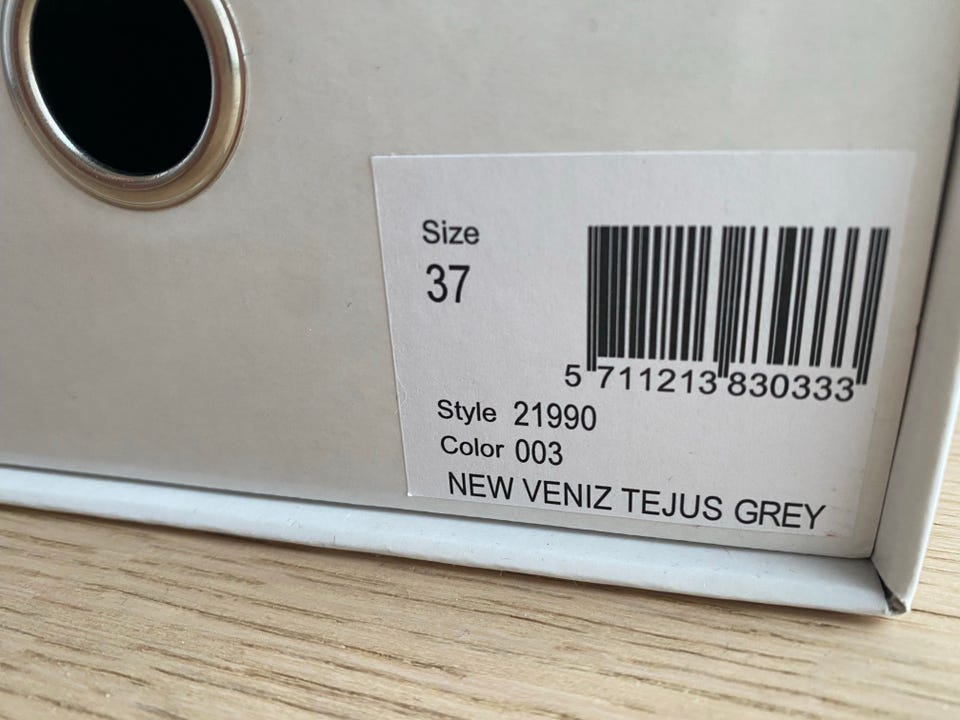 Size
37
5 711213 830333
Style 21990
Color 003
NEW VENIZ TEJUS GREY